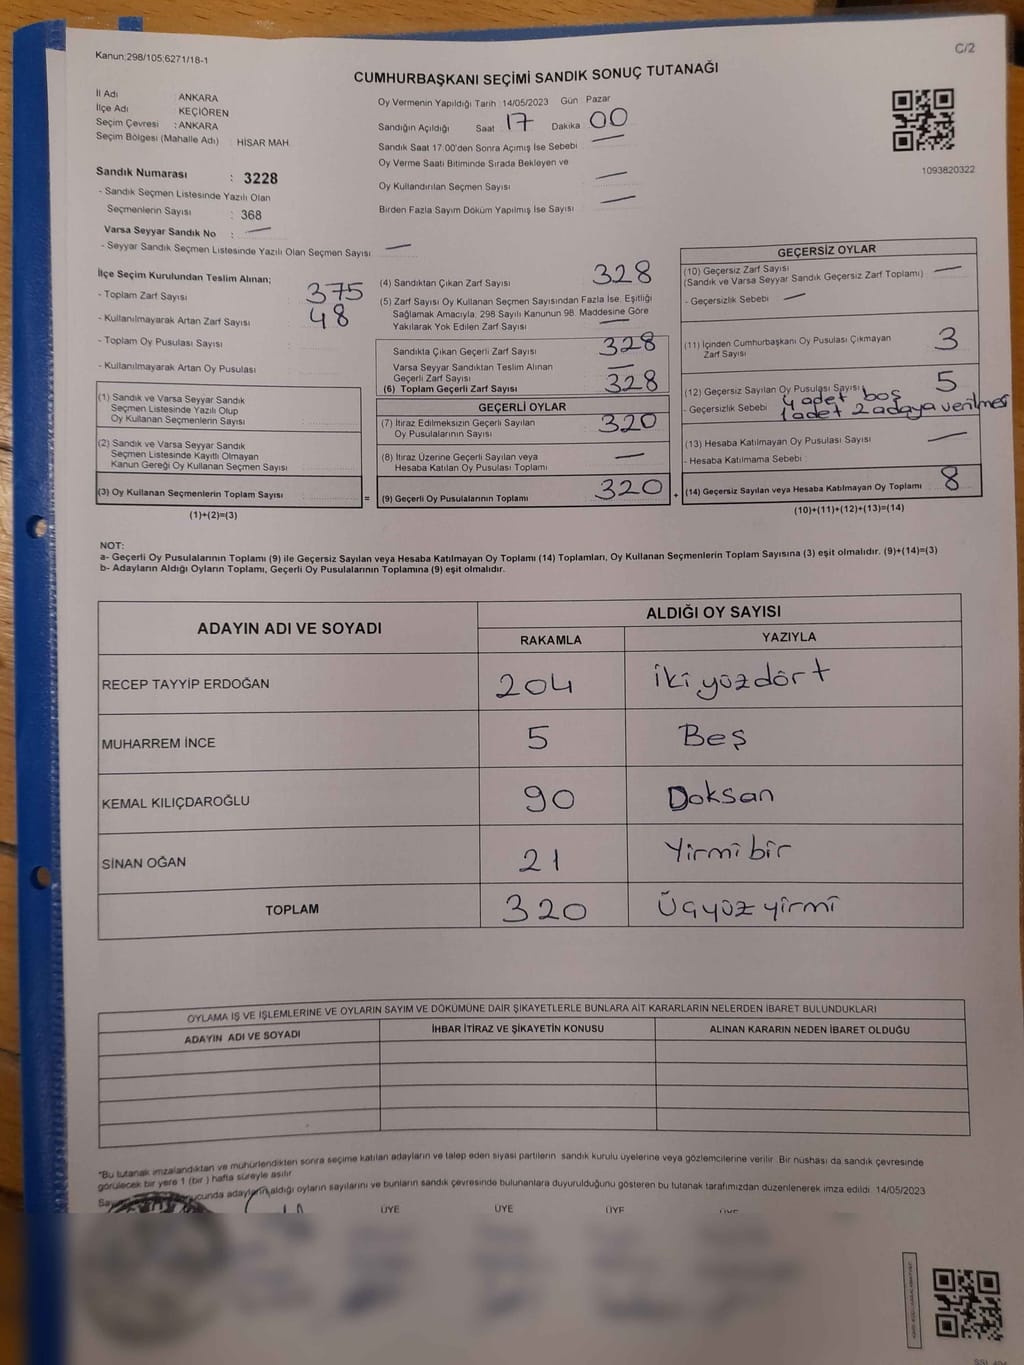 Kanun;298/105;6271/18-1
C/2
CUMHURBAŞKANI SEÇİMİ SANDIK SONUÇ TUTANAĞI
İl Adı : ANKARA
İlçe Adı : KEÇİÖREN
Seçim Çevresi : ANKARA
Seçim Bölgesi (Mahalle Adı) : HİSAR MAH.
Sandık Numarası : 3228
- Sandık Seçmen Listesinde Yazılı Olan
Seçmenlerin Sayısı : 368
Varsa Seyyar Sandık No : —
- Seyyar Sandık Seçmen Listesinde Yazılı Olan Seçmen Sayısı —
Oy Vermenin Yapıldığı Tarih : 14/05/2023 Gün Pazar
Sandığın Açıldığı Saat 17 Dakika 00
Sandık Saat 17:00'den Sonra Açımış İse Sebebi —
Oy Verme Saati Bitiminde Sırada Bekleyen ve
Oy Kullandırılan Seçmen Sayısı —
Birden Fazla Sayım Döküm Yapılmış İse Sayısı —
1093820322
İlçe Seçim Kurulundan Teslim Alınan;
- Toplam Zarf Sayısı 375
- Kullanılmayarak Artan Zarf Sayısı 48
- Toplam Oy Pusulası Sayısı
- Kullanılmayarak Artan Oy Pusulası
(1) Sandık ve Varsa Seyyar Sandık
Seçmen Listesinde Yazılı Olup
Oy Kullanan Seçmenlerin Sayısı
(2) Sandık ve Varsa Seyyar Sandık
Seçmen Listesinde Kayıtlı Olmayan
Kanun Gereği Oy Kullanan Seçmen Sayısı
(3) Oy Kullanan Seçmenlerin Toplam Sayısı =
(1)+(2)=(3)
(4) Sandıktan Çıkan Zarf Sayısı 328
(5) Zarf Sayısı Oy Kullanan Seçmen Sayısından Fazla İse, Eşitliği
Sağlamak Amacıyla, 298 Sayılı Kanunun 98. Maddesine Göre
Yakılarak Yok Edilen Zarf Sayısı —
Sandıkta Çıkan Geçerli Zarf Sayısı 328
Varsa Seyyar Sandıktan Teslim Alınan
Geçerli Zarf Sayısı —
(6) Toplam Geçerli Zarf Sayısı 328
GEÇERLİ OYLAR
(7) İtiraz Edilmeksizin Geçerli Sayılan
Oy Pusulalarının Sayısı 320
(8) İtiraz Üzerine Geçerli Sayılan veya
Hesaba Katılan Oy Pusulası Toplamı —
(9) Geçerli Oy Pusulalarının Toplamı 320 +
GEÇERSİZ OYLAR
(10) Geçersiz Zarf Sayısı —
(Sandık ve Varsa Seyyar Sandık Geçersiz Zarf Toplamı)
- Geçersizlik Sebebi —
(11) İçinden Cumhurbaşkanı Oy Pusulası Çıkmayan
Zarf Sayısı 3
(12) Geçersiz Sayılan Oy Pusulası Sayısı 5
4 adet boş
- Geçersizlik Sebebi 1 adet 2 adaya verilmesi
(13) Hesaba Katılmayan Oy Pusulası Sayısı —
- Hesaba Katılmama Sebebi :
(14) Geçersiz Sayılan veya Hesaba Katılmayan Oy Toplamı 8
(10)+(11)+(12)+(13)=(14)
NOT:
a- Geçerli Oy Pusulalarının Toplamı (9) ile Geçersiz Sayılan veya Hesaba Katılmayan Oy Toplamı (14) Toplamları, Oy Kullanan Seçmenlerin Toplam Sayısına (3) eşit olmalıdır. (9)+(14)=(3)
b- Adayların Aldığı Oyların Toplamı, Geçerli Oy Pusulalarının Toplamına (9) eşit olmalıdır.
ADAYIN ADI VE SOYADI
ALDIĞI OY SAYISI
RAKAMLA YAZIYLA
RECEP TAYYİP ERDOĞAN 204 İki yüz dört
MUHARREM İNCE 5 Beş
KEMAL KILIÇDAROĞLU 90 Doksan
SİNAN OĞAN 21 Yirmi bir
TOPLAM 320 Üçyüz yirmi
OYLAMA İŞ VE İŞLEMLERİNE VE OYLARIN SAYIM VE DÖKÜMÜNE DAİR ŞİKAYETLERLE BUNLARA AİT KARARLARIN NELERDEN İBARET BULUNDUKLARI
ADAYIN ADI VE SOYADI İHBAR İTİRAZ VE ŞİKAYETİN KONUSU ALINAN KARARIN NEDEN İBARET OLDUĞU
*Bu tutanak imzalandıktan ve mühürlendikten sonra seçime katılan adayların ve talep eden siyasi partilerin sandık kurulu üyelerine veya gözlemcilerine verilir. Bir nüshası da sandık çevresinde
görülecek bir yere 1 (bir) hafta süreyle asılır.
adayların aldığı oyların sayılarını ve bunların sandık çevresinde bulunanlara duyurulduğunu gösteren bu tutanak tarafımızdan düzenlenerek imza edildi. 14/05/2023
ÜYE ÜYE ÜYE ÜYE